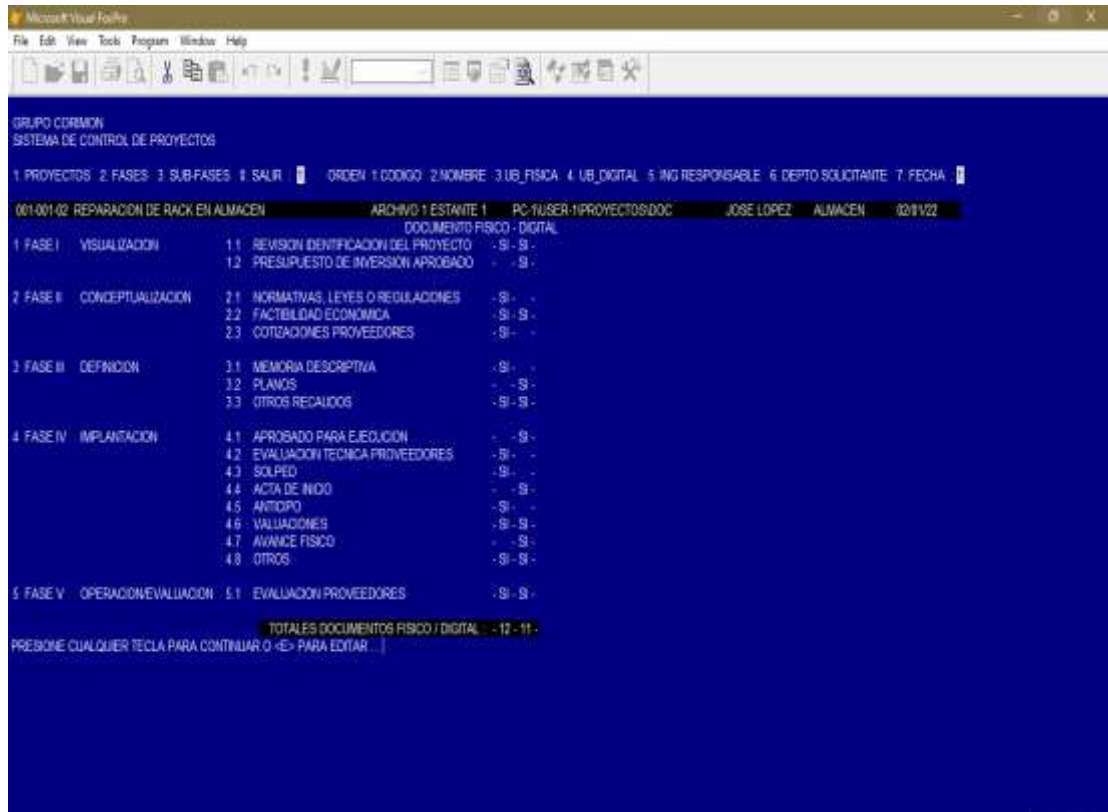 Microsoft Visual FoxPro
File Edit View Tools Program Window Help
GRUPO CORIMON
SISTEMA DE CONTROL DE PROYECTOS
1. PROYECTOS 2. FASES 3. SUB-FASES 0. SALIR : 1 ORDEN 1.CODIGO 2.NOMBRE 3.UB_FISICA 4. UB_DIGITAL 5. ING RESPONSABLE 6. DEPTO SOLICITANTE 7. FECHA : 1
001-001-02 REPARACION DE RACK EN ALMACEN ARCHIVO 1 ESTANTE 1 PC-1\USER-1\PROYECTOS\DOC JOSE LOPEZ ALMACEN 02/01/22
DOCUMENTO FISICO - DIGITAL
1 FASE I VISUALIZACION 1.1 REVISION IDENTIFICACION DEL PROYECTO - SI - SI -
1.2 PRESUPUESTO DE INVERSION APROBADO - - SI -
2 FASE II CONCEPTUALIZACION 2.1 NORMATIVAS, LEYES O REGULACIONES - SI - -
2.2 FACTIBILIDAD ECONOMICA - SI - SI -
2.3 COTIZACIONES PROVEEDORES - SI - -
3 FASE III DEFINICION 3.1 MEMORIA DESCRIPTIVA - SI - -
3.2 PLANOS - - SI -
3.3 OTROS RECAUDOS - SI - SI -
4 FASE IV IMPLANTACION 4.1 APROBADO PARA EJECUCION - - SI -
4.2 EVALUACION TECNICA PROVEEDORES - SI - -
4.3 SOLPED - SI - -
4.4 ACTA DE INICIO - - SI -
4.5 ANTICIPO - SI - -
4.6 VALUACIONES - SI - SI -
4.7 AVANCE FISICO - - SI -
4.8 OTROS - SI - SI -
5 FASE V OPERACION/EVALUACION 5.1 EVALUACION PROVEEDORES - SI - SI -
TOTALES DOCUMENTOS FISICO / DIGITAL : - 12 - 11 -
PRESIONE CUALQUIER TECLA PARA CONTINUAR O <E> PARA EDITAR...